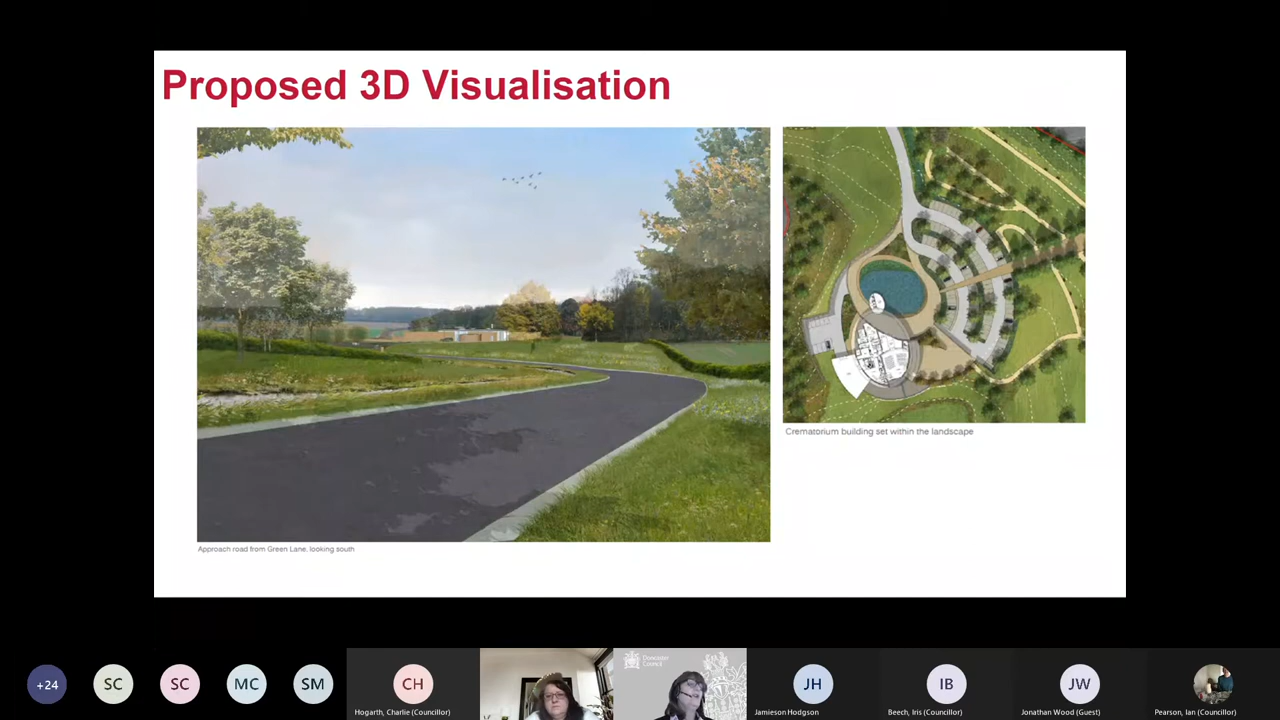 Proposed 3D Visualisation
Crematorium building set within the landscape
Approach road from Green Lane, looking south
Doncaster
Council
+24
SC
SC
MC
SM
CH
JH
IB
JW
Hogarth, Charlie (Councillor)
Jamieson Hodgson
Beech, Iris (Councillor)
Jonathan Wood (Guest)
Pearson, Ian (Councillor)